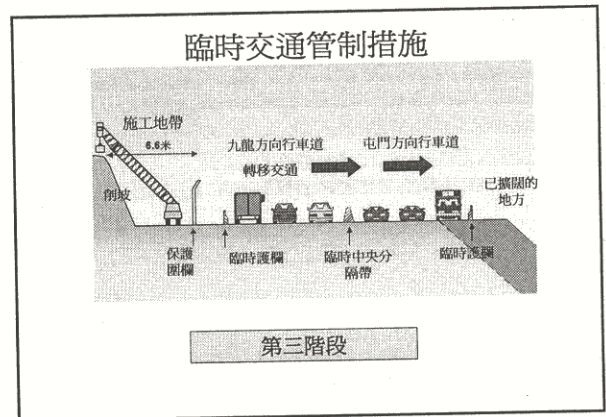 臨時交通管制措施
施工地帶
6.6米
九龍方向行車道
屯門方向行車道
轉移交通
削坡
已擴闊的
地方
保護
圍欄
臨時護欄
臨時中央分
隔帶
臨時護欄
第三階段